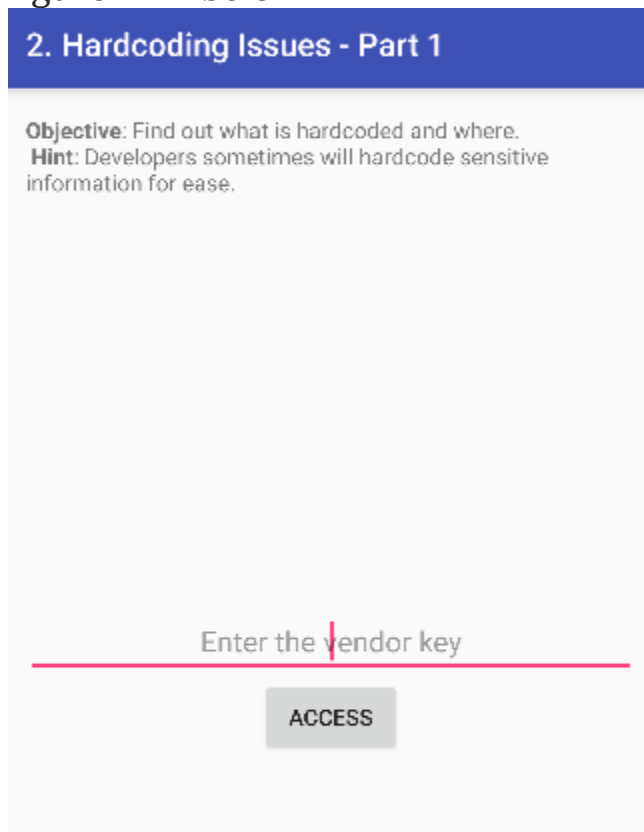 2. Hardcoding Issues - Part 1
Objective: Find out what is hardcoded and where.
Hint: Developers sometimes will hardcode sensitive
information for ease.
Enter the vendor key
ACCESS